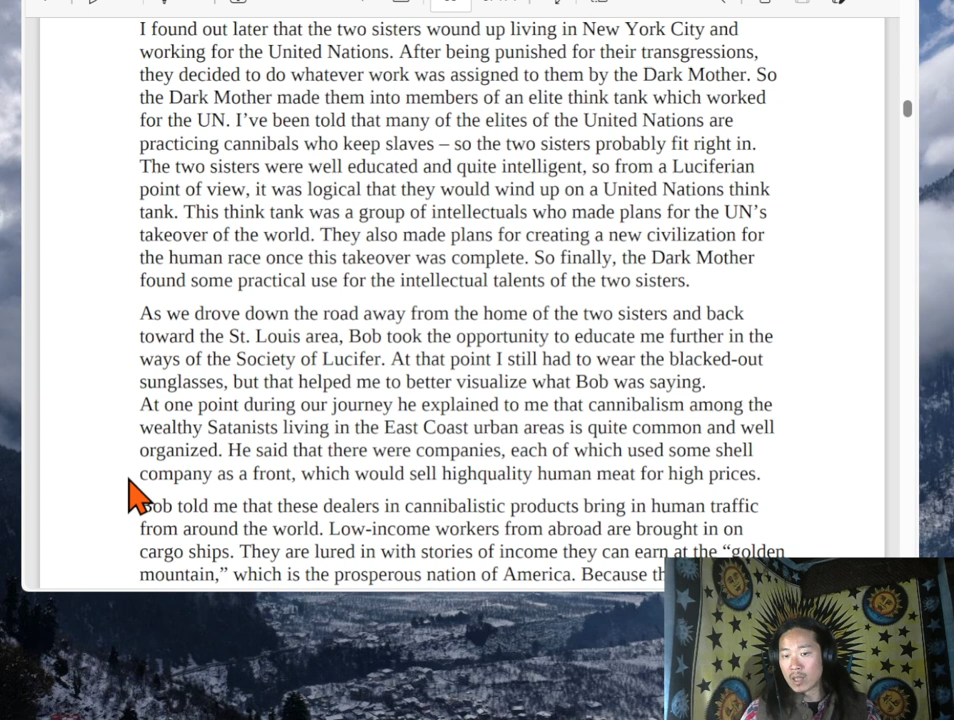 I found out later that the two sisters wound up living in New York City and
working for the United Nations. After being punished for their transgressions,
they decided to do whatever work was assigned to them by the Dark Mother. So
the Dark Mother made them into members of an elite think tank which worked
for the UN. I’ve been told that many of the elites of the United Nations are
practicing cannibals who keep slaves – so the two sisters probably fit right in.
The two sisters were well educated and quite intelligent, so from a Luciferian
point of view, it was logical that they would wind up on a United Nations think
tank. This think tank was a group of intellectuals who made plans for the UN’s
takeover of the world. They also made plans for creating a new civilization for
the human race once this takeover was complete. So finally, the Dark Mother
found some practical use for the intellectual talents of the two sisters.
As we drove down the road away from the home of the two sisters and back
toward the St. Louis area, Bob took the opportunity to educate me further in the
ways of the Society of Lucifer. At that point I still had to wear the blacked-out
sunglasses, but that helped me to better visualize what Bob was saying.
At one point during our journey he explained to me that cannibalism among the
wealthy Satanists living in the East Coast urban areas is quite common and well
organized. He said that there were companies, each of which used some shell
company as a front, which would sell highquality human meat for high prices.
Bob told me that these dealers in cannibalistic products bring in human traffic
from around the world. Low-income workers from abroad are brought in on
cargo ships. They are lured in with stories of income they can earn at the “golden
mountain,” which is the prosperous nation of America. Because